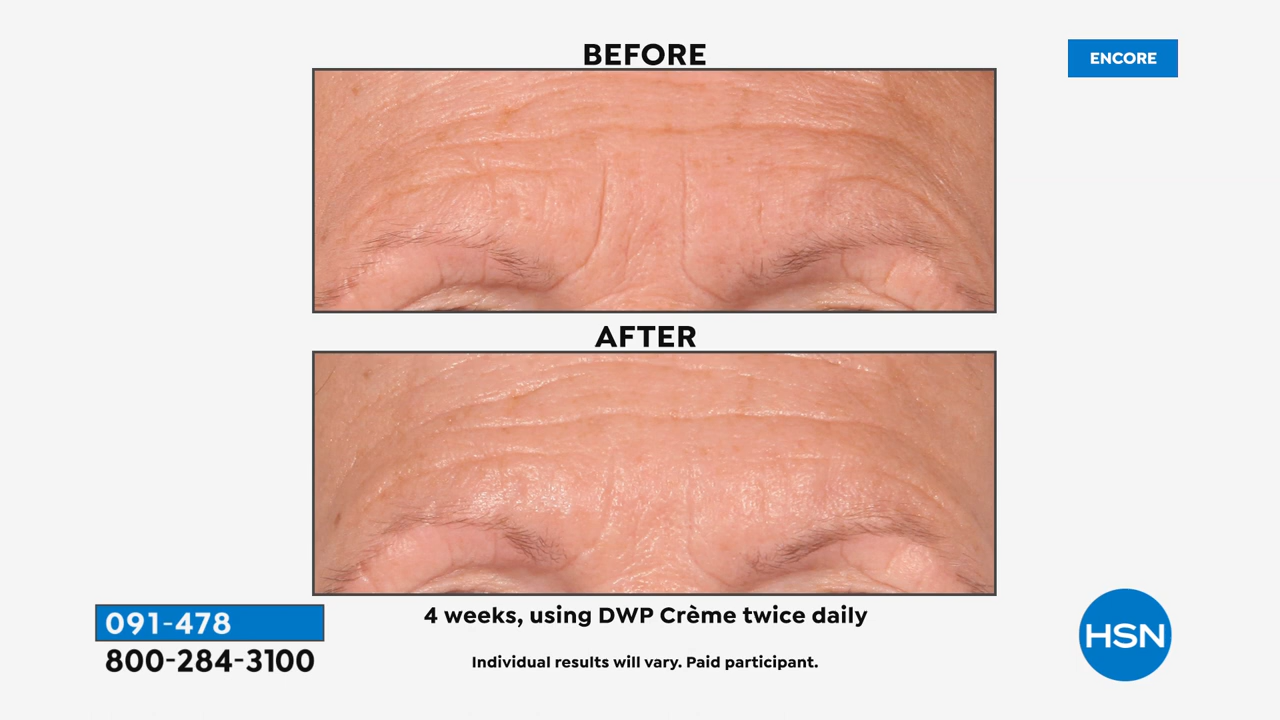 BEFORE
ENCORE
AFTER
4 weeks, using DWP Crème twice daily
Individual results will vary. Paid participant.
091-478
800-284-3100
HSN